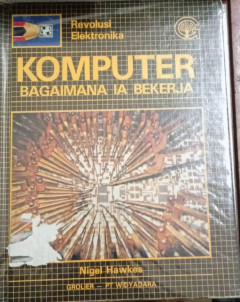 Revolusi
Elektronika
KOMPUTER
BAGAIMANA IA BEKERJA
Nigel Hawkes
GROLIER — PT WIDYADARA